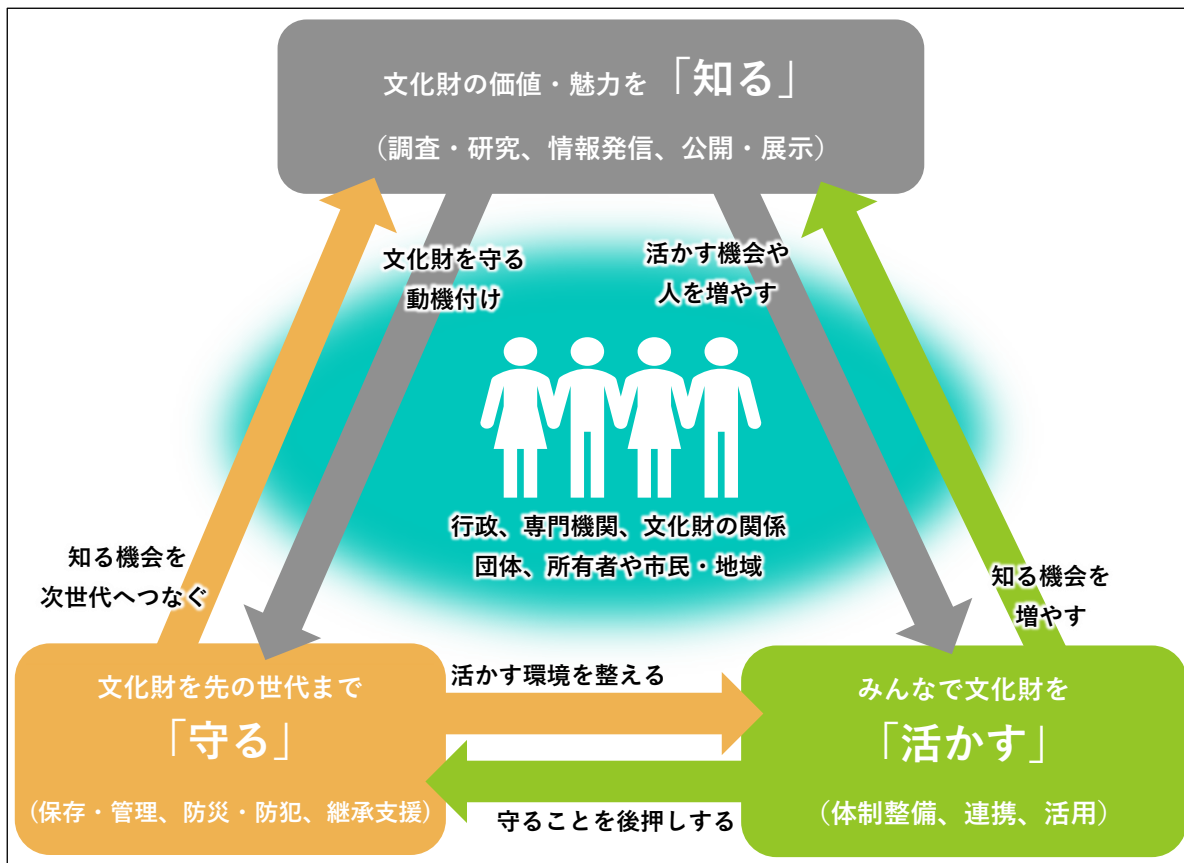 文化財の価値・魅力を「知る」
（調査・研究、情報発信、公開・展示）
文化財を守る
動機付け
活かす機会や
人を増やす
行政、専門機関、文化財の関係
団体、所有者や市民・地域
知る機会を
次世代へつなぐ
知る機会を
増やす
文化財を先の世代まで
「守る」
（保存・管理、防災・防犯、継承支援）
活かす環境を整える
守ることを後押しする
みんなで文化財を
「活かす」
（体制整備、連携、活用）